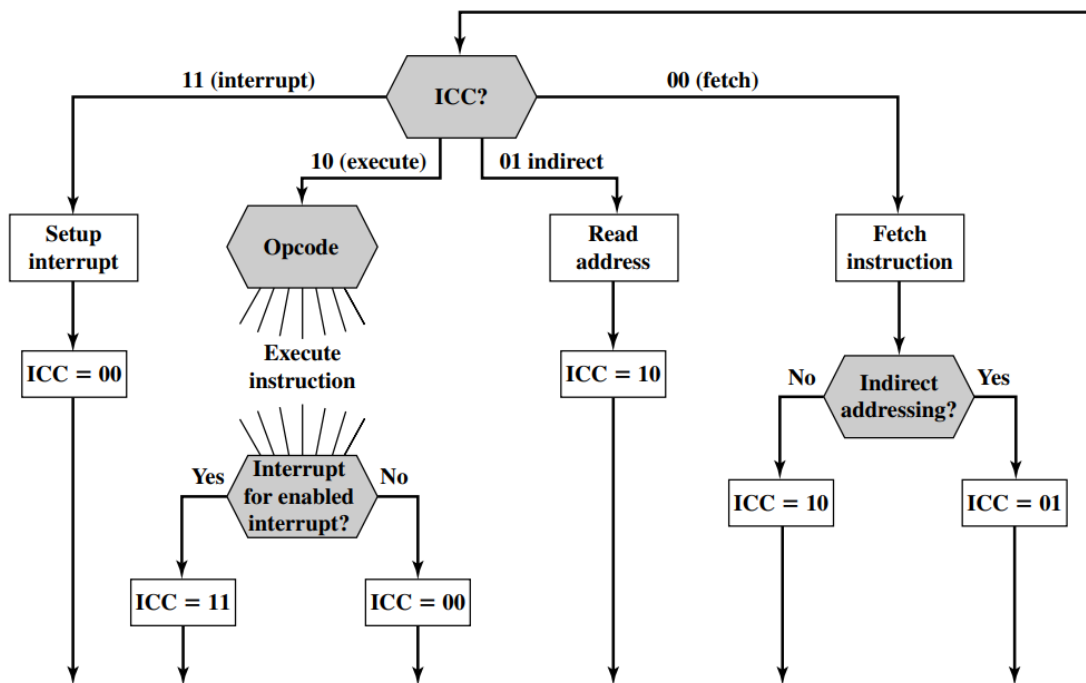 11 (interrupt)
ICC?
00 (fetch)
10 (execute)
01 indirect
Setup
interrupt
Opcode
Read
address
Fetch
instruction
ICC = 00
Execute
instruction
ICC = 10
No
Indirect
addressing?
Yes
Yes
Interrupt
for enabled
interrupt?
No
ICC = 10
ICC = 01
ICC = 11
ICC = 00